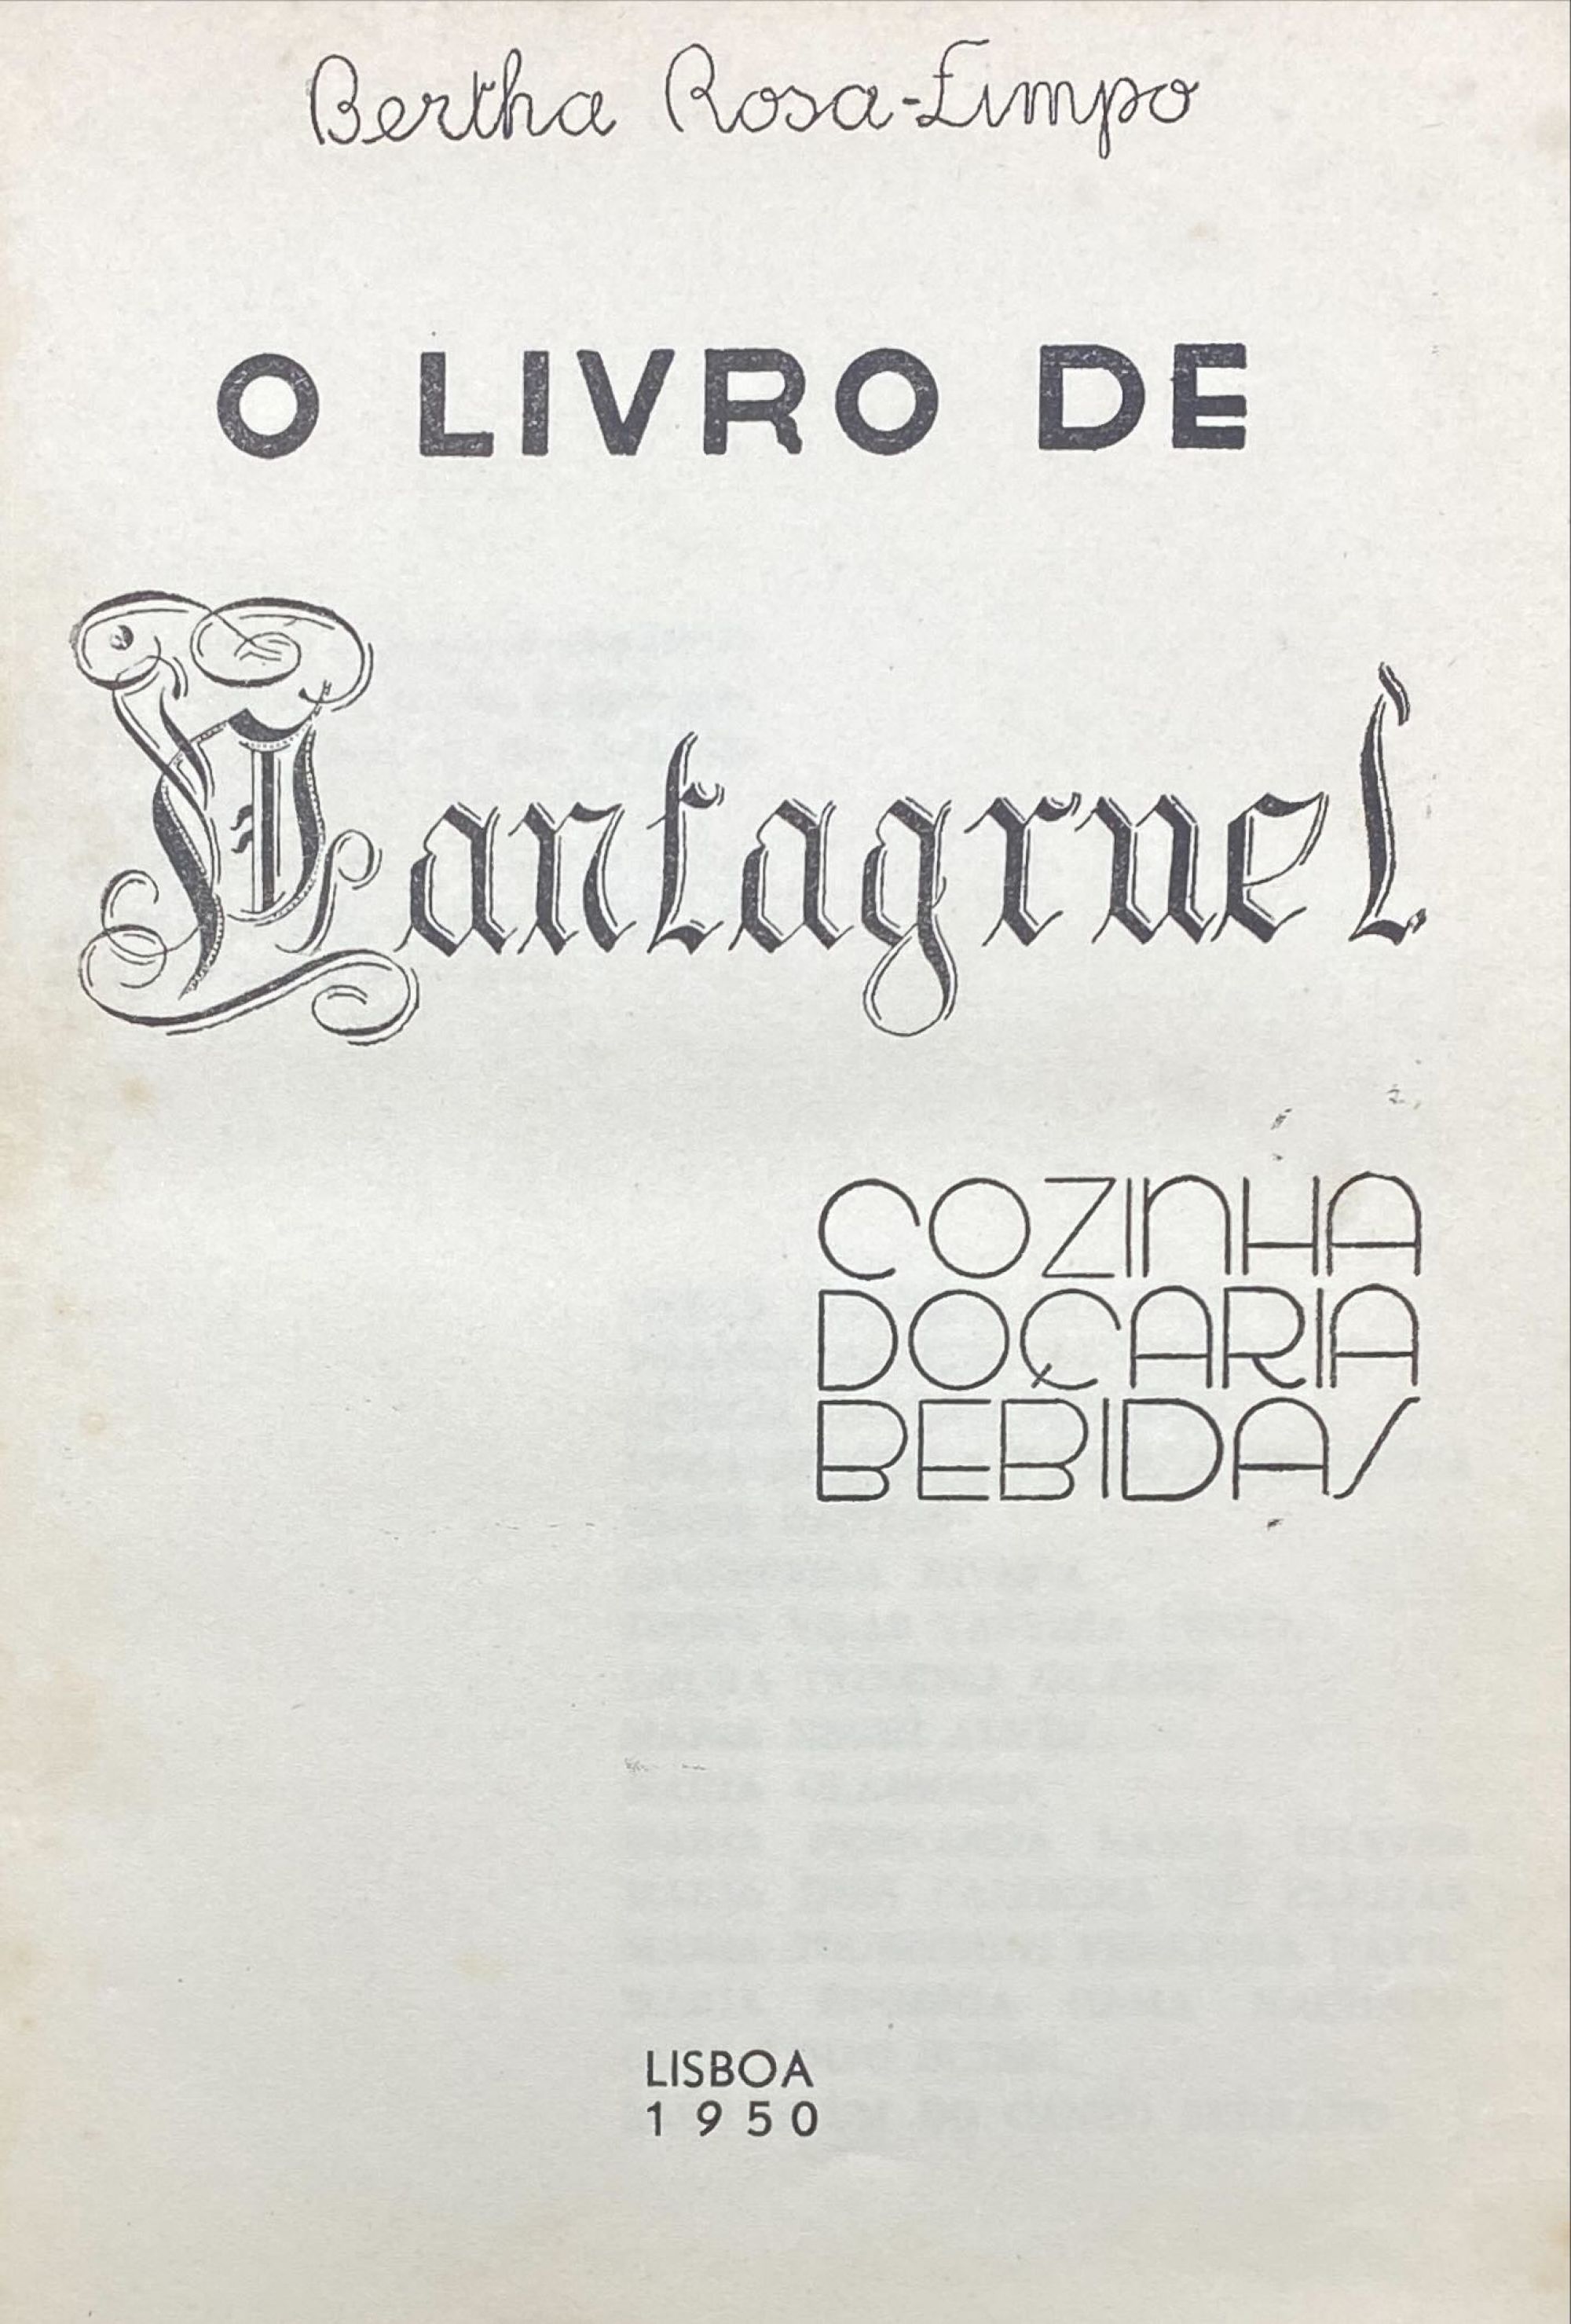 Bertha Rosa-Limpo
O LIVRO DE
Pantagruel
COZINHA
DOÇARIA
BEBIDAS
LISBOA
1950